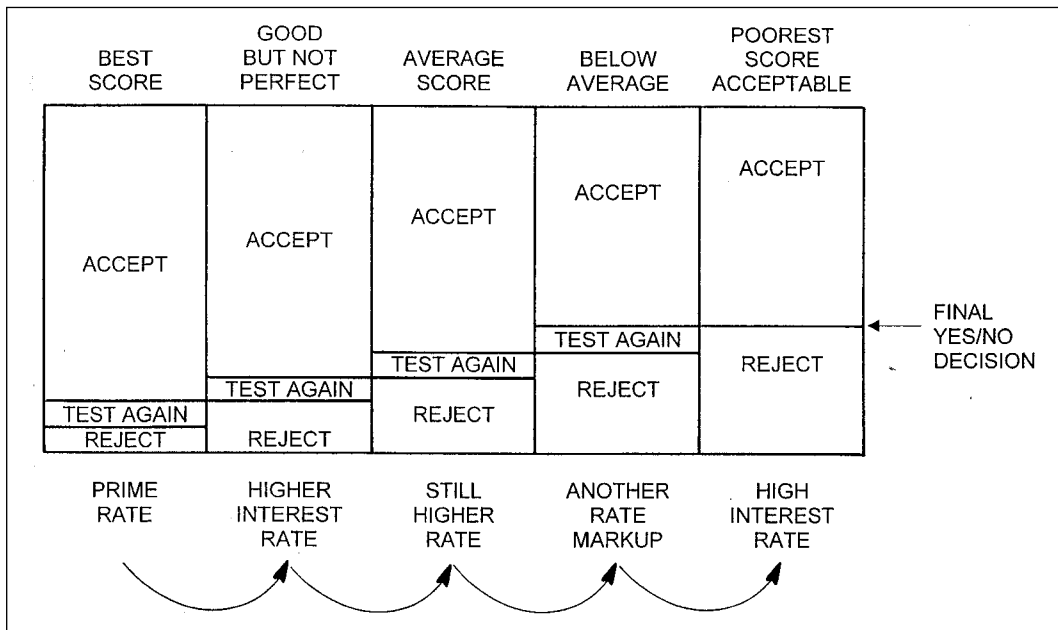 BEST
SCORE
GOOD
BUT NOT
PERFECT
AVERAGE
SCORE
BELOW
AVERAGE
POOREST
SCORE
ACCEPTABLE
ACCEPT
TEST AGAIN
REJECT
ACCEPT
TEST AGAIN
REJECT
ACCEPT
TEST AGAIN
REJECT
ACCEPT
TEST AGAIN
REJECT
ACCEPT
REJECT
FINAL
YES/NO
DECISION
PRIME
RATE
HIGHER
INTEREST
RATE
STILL
HIGHER
RATE
ANOTHER
RATE
MARKUP
HIGH
INTEREST
RATE